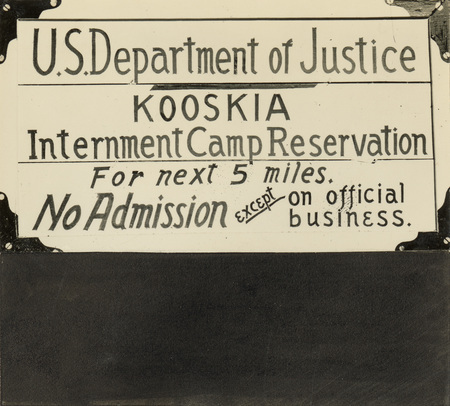 U.S. Department of Justice
KOOSKIA
Internment Camp Reservation
For next 5 miles.
No Admission EXCEPT on official
business.